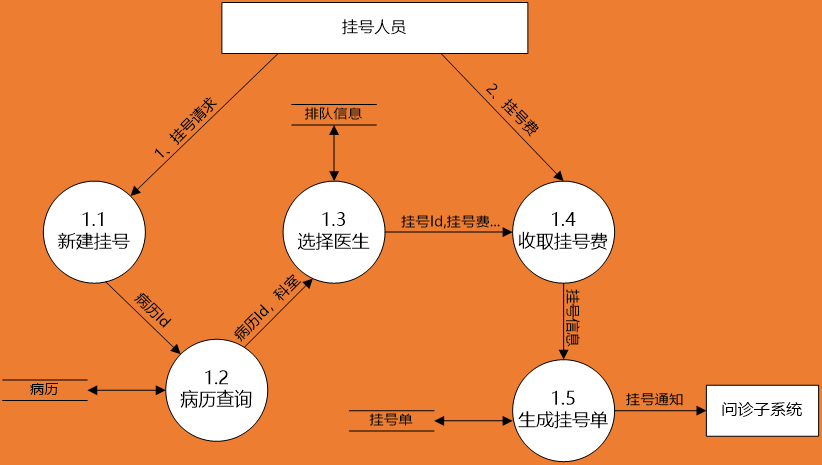 挂号人员
1、挂号请求
2、挂号费
排队信息
1.1
新建挂号
1.3
选择医生
挂号Id,挂号费...
1.4
收取挂号费
病历Id
病历Id，科室
挂号信息
病历
1.2
病历查询
挂号单
1.5
生成挂号单
挂号通知
问诊子系统